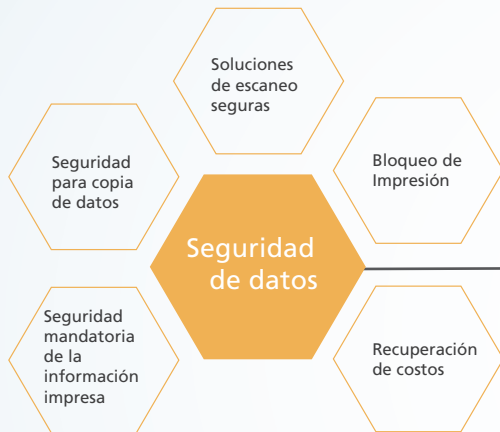 Soluciones
de escaneo
seguras
Seguridad
para copia
de datos
Bloqueo de
Impresión
Seguridad
de datos
Seguridad
mandatoria
de la
información
impresa
Recuperación
de costos